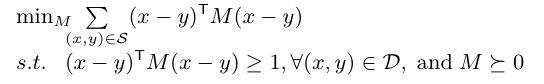 min_M ∑_{(x,y)∈𝒮} (x − y)^𝖳 M(x − y)
s.t. (x − y)^𝖳 M(x − y) ≥ 1, ∀(x, y) ∈ 𝒟, and M ⪰ 0